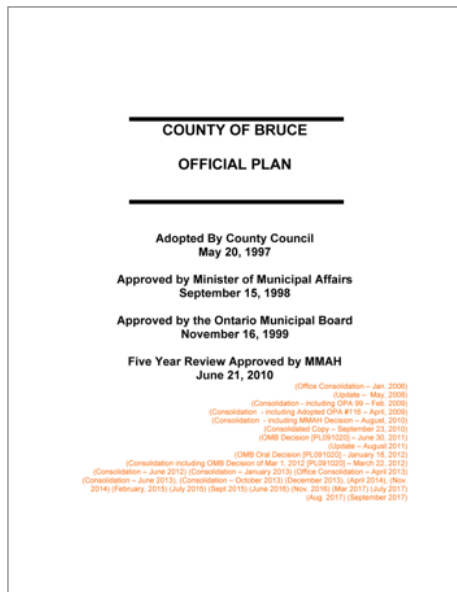 COUNTY OF BRUCE
OFFICIAL PLAN
Adopted By County Council
May 20, 1997
Approved by Minister of Municipal Affairs
September 15, 1998
Approved by the Ontario Municipal Board
November 16, 1999
Five Year Review Approved by MMAH
June 21, 2010
(Office Consolidation – Jan. 2006)
(Update – May, 2008)
(Consolidation - including OPA 99 – Feb. 2009)
(Consolidation - including Adopted OPA #116 – April, 2009)
(Consolidation - including MMAH Decision – August, 2010)
(Consolidated Copy – September 23, 2010)
(OMB Decision [PL091020] – June 30, 2011)
(Update – August 2011)
(OMB Oral Decision [PL091020] - January 18, 2012)
(Consolidation including OMB Decision of Mar 1, 2012 [PL091020] – March 22, 2012)
(Consolidation – June 2012) (Consolidation – January 2013) (Office Consolidation – April 2013)
(Consolidation – June 2013), (Consolidation – October 2013) (December 2013), (April 2014), (Nov.
2014) (February, 2015) (July 2015) (Sept 2015) (June 2016) (Nov. 2016) (Mar 2017) (July 2017)
(Aug. 2017) (September 2017)